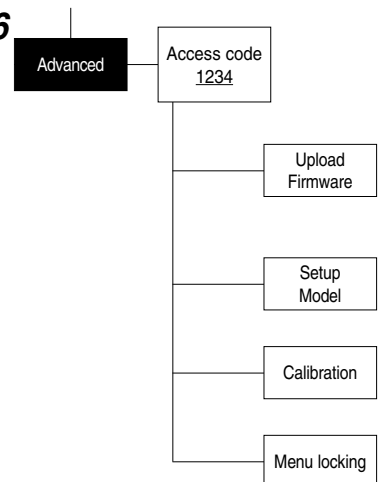 6
Advanced
Access code
1234
Upload
Firmware
Setup
Model
Calibration
Menu locking